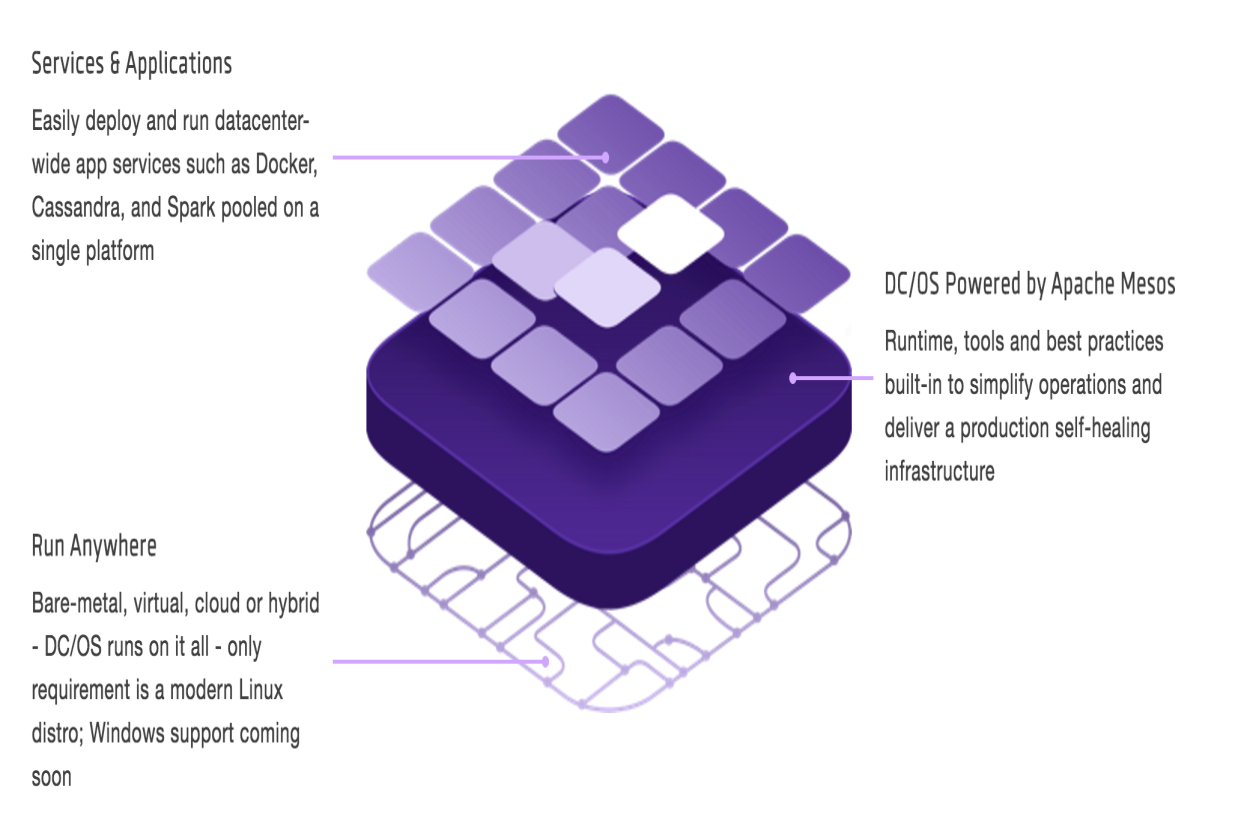 Services & Applications
Easily deploy and run datacenter-
wide app services such as Docker,
Cassandra, and Spark pooled on a
single platform
DC/OS Powered by Apache Mesos
Runtime, tools and best practices
built-in to simplify operations and
deliver a production self-healing
infrastructure
Run Anywhere
Bare-metal, virtual, cloud or hybrid
- DC/OS runs on it all - only
requirement is a modern Linux
distro; Windows support coming
soon